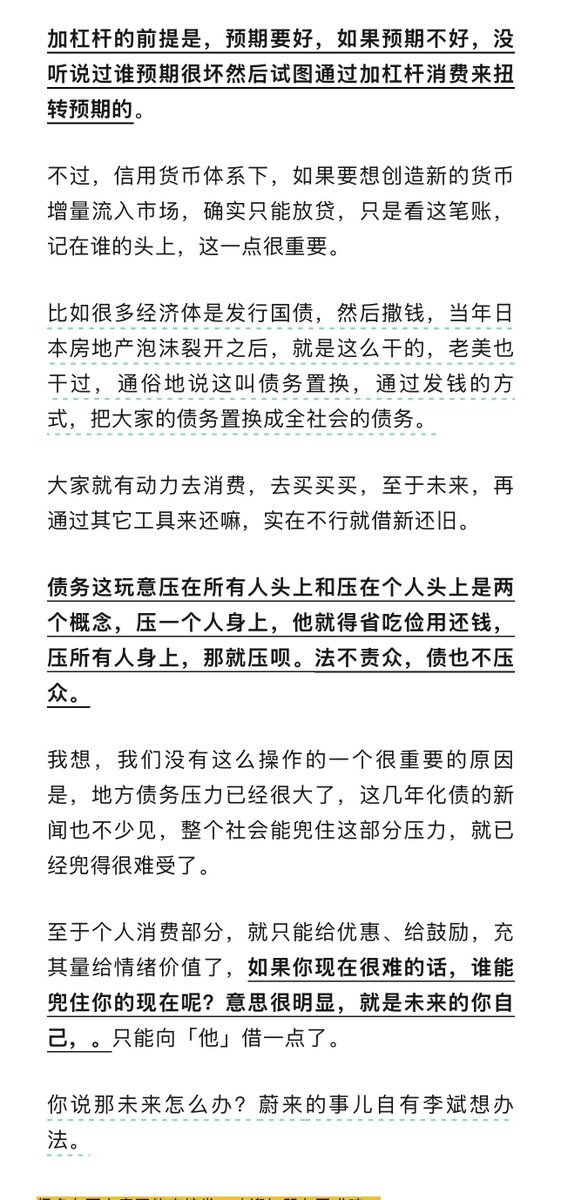 加杠杆的前提是，预期要好，如果预期不好，没
听说过谁预期很坏然后试图通过加杠杆消费来扭
转预期的。
不过，信用货币体系下，如果要想创造新的货币
增量流入市场，确实只能放贷，只是看这笔账，
记在谁的头上，这一点很重要。
比如很多经济体是发行国债，然后撒钱，当年日
本房地产泡沫裂开之后，就是这么干的，老美也
干过，通俗地说这叫债务置换，通过发钱的方
式，把大家的债务置换成全社会的债务。
大家就有动力去消费，去买买买，至于未来，再
通过其它工具来还嘛，实在不行就借新还旧。
债务这玩意压在所有人头上和压在个人头上是两
个概念，压一个人身上，他就得省吃俭用还钱，
压所有人身上，那就压呗。法不责众，债也不压
众。
我想，我们没有这么操作的一个很重要的原因
是，地方债务压力已经很大了，这几年化债的新
闻也不少见，整个社会能兜住这部分压力，就已
经兜得很难受了。
至于个人消费部分，就只能给优惠、给鼓励，充
其量给情绪价值了，如果你现在很难的话，谁能
兜住你的现在呢？意思很明显，就是未来的你自
己，。只能向「他」借一点了。
你说那未来怎么办？蔚来的事儿自有李斌想办
法。